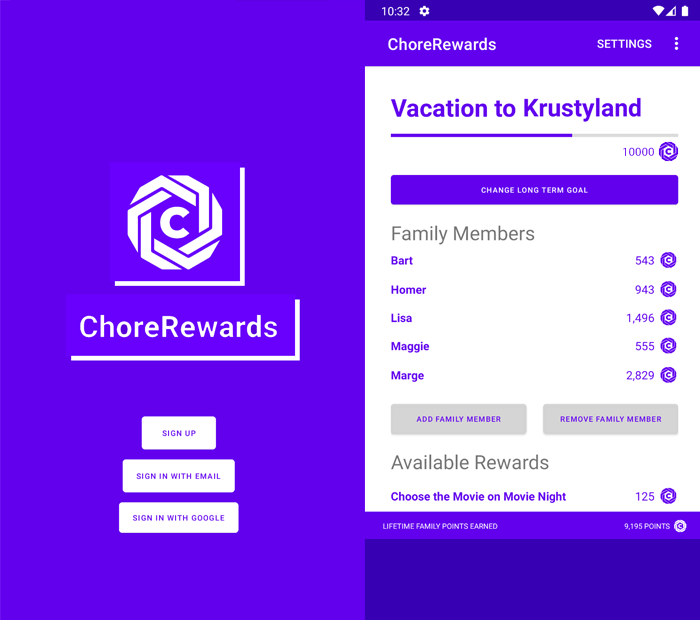 C
ChoreRewards
SIGN UP
SIGN IN WITH EMAIL
SIGN IN WITH GOOGLE
10:32
ChoreRewards SETTINGS
Vacation to Krustyland
10000 C
CHANGE LONG TERM GOAL
Family Members
Bart 543 C
Homer 943 C
Lisa 1,496 C
Maggie 555 C
Marge 2,829 C
ADD FAMILY MEMBER REMOVE FAMILY MEMBER
Available Rewards
Choose the Movie on Movie Night 125 C
LIFETIME FAMILY POINTS EARNED 9,195 POINTS C